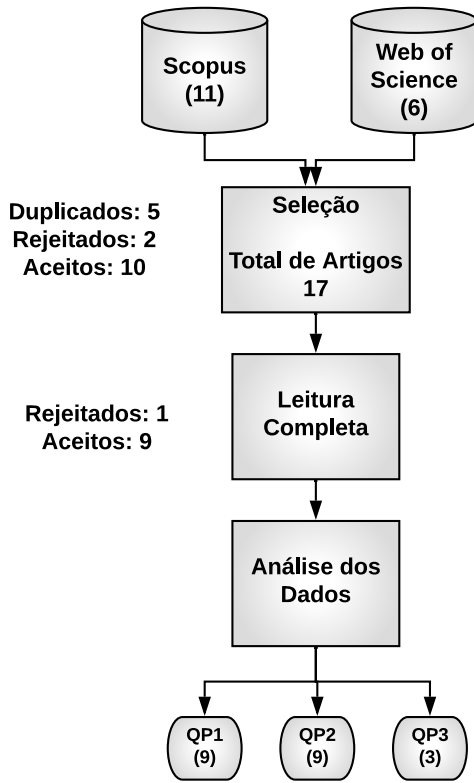 Scopus
(11)
Web of
Science
(6)
Duplicados: 5
Rejeitados: 2
Aceitos: 10
Seleção
Total de Artigos
17
Rejeitados: 1
Aceitos: 9
Leitura
Completa
Análise dos
Dados
QP1
(9)
QP2
(9)
QP3
(3)